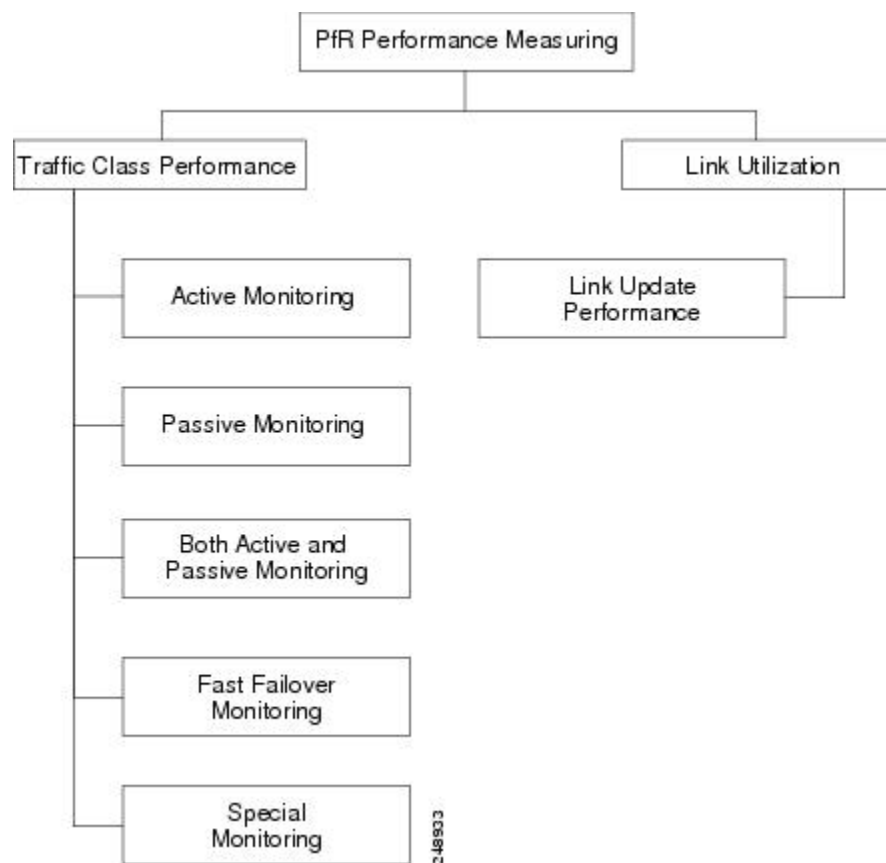 PfR Performance Measuring
Traffic Class Performance
Link Utilization
Active Monitoring
Link Update
Performance
Passive Monitoring
Both Active and
Passive Monitoring
Fast Failover
Monitoring
Special
Monitoring
248933